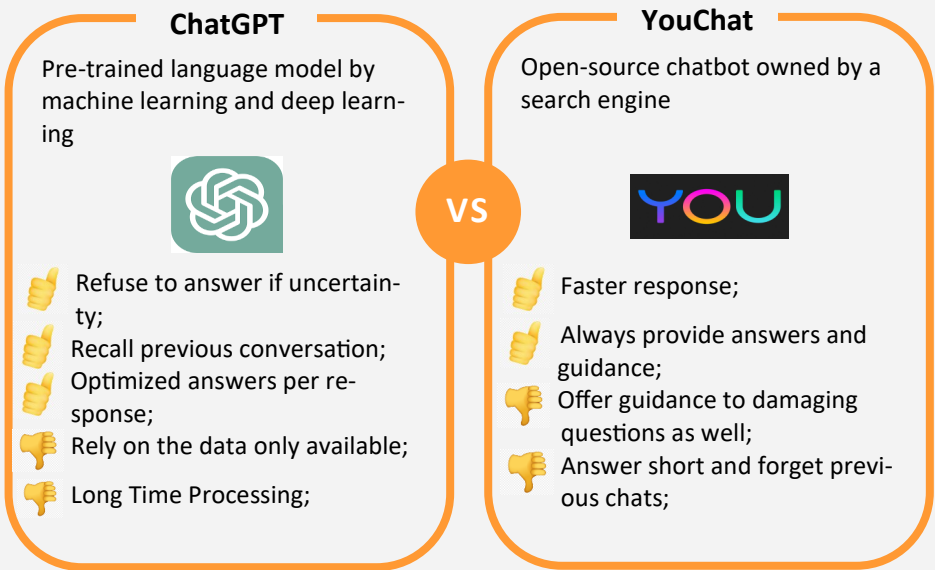 ChatGPT
Pre-trained language model by
machine learning and deep learn-
ing
Refuse to answer if uncertain-
ty;
Recall previous conversation;
Optimized answers per re-
sponse;
Rely on the data only available;
Long Time Processing;
VS
YouChat
Open-source chatbot owned by a
search engine
YOU
Faster response;
Always provide answers and
guidance;
Offer guidance to damaging
questions as well;
Answer short and forget previ-
ous chats;